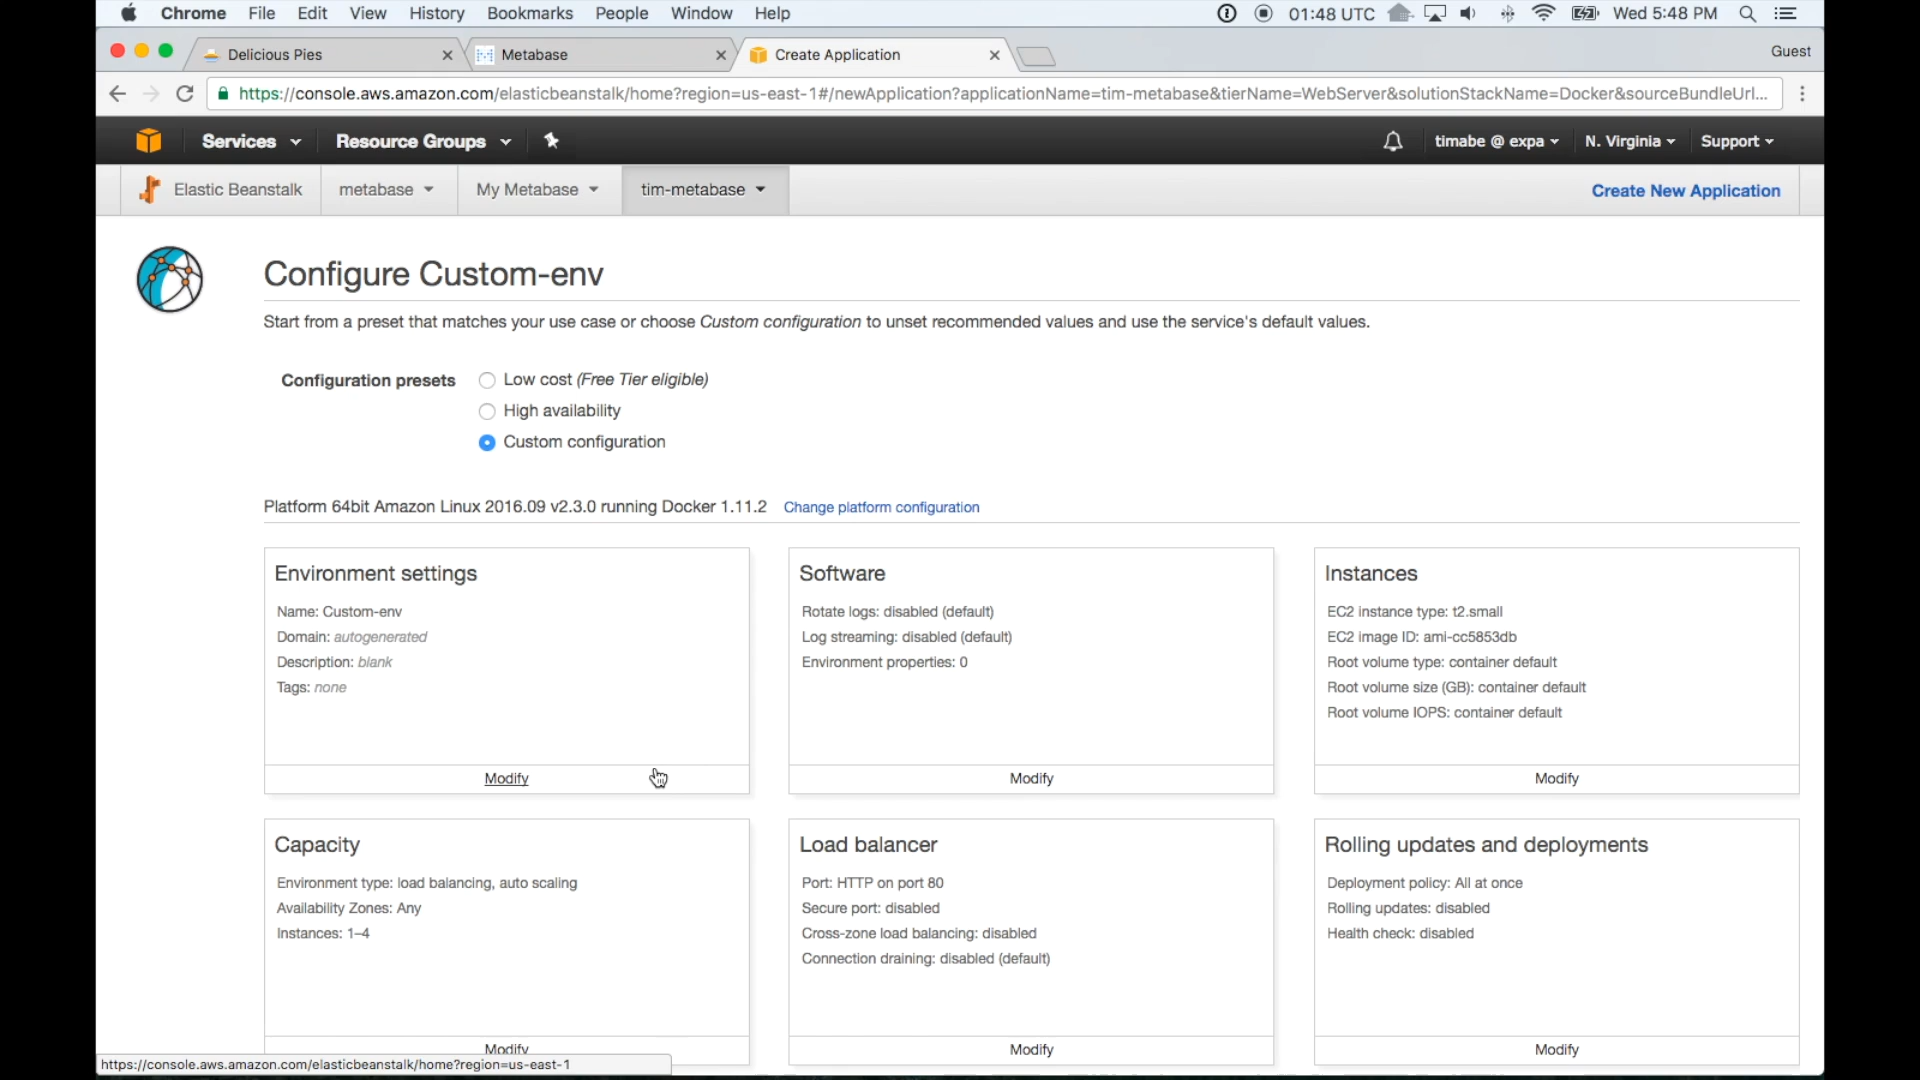 Chrome File Edit View History Bookmarks People Window Help 01:48 UTC Wed 5:48 PM
Delicious Pies Metabase Create Application Guest
https://console.aws.amazon.com/elasticbeanstalk/home?region=us-east-1#/newApplication?applicationName=tim-metabase&tierName=WebServer&solutionStackName=Docker&sourceBundleUrl...
Services Resource Groups timabe @ expa N. Virginia Support
Elastic Beanstalk metabase My Metabase tim-metabase Create New Application
Configure Custom-env
Start from a preset that matches your use case or choose Custom configuration to unset recommended values and use the service's default values.
Configuration presets Low cost (Free Tier eligible)
High availability
Custom configuration
Platform 64bit Amazon Linux 2016.09 v2.3.0 running Docker 1.11.2 Change platform configuration
Environment settings
Name: Custom-env
Domain: autogenerated
Description: blank
Tags: none
Modify
Software
Rotate logs: disabled (default)
Log streaming: disabled (default)
Environment properties: 0
Modify
Instances
EC2 instance type: t2.small
EC2 image ID: ami-cc5853db
Root volume type: container default
Root volume size (GB): container default
Root volume IOPS: container default
Modify
Capacity
Environment type: load balancing, auto scaling
Availability Zones: Any
Instances: 1–4
Modify
Load balancer
Port: HTTP on port 80
Secure port: disabled
Cross-zone load balancing: disabled
Connection draining: disabled (default)
Modify
Rolling updates and deployments
Deployment policy: All at once
Rolling updates: disabled
Health check: disabled
Modify
https://console.aws.amazon.com/elasticbeanstalk/home?region=us-east-1